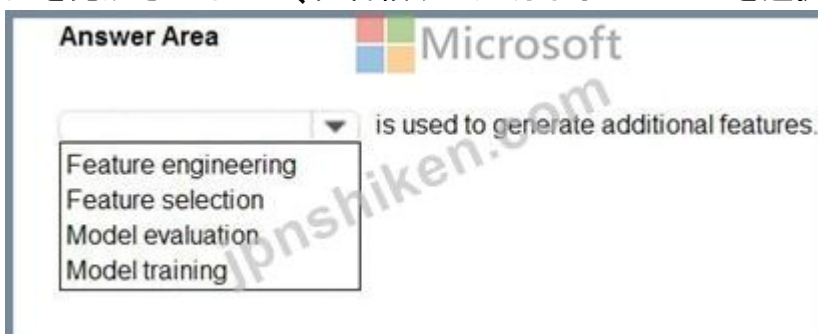 Answer Area
Microsoft
is used to generate additional features.
Feature engineering
Feature selection
Model evaluation
Model training
jpnshiken.com